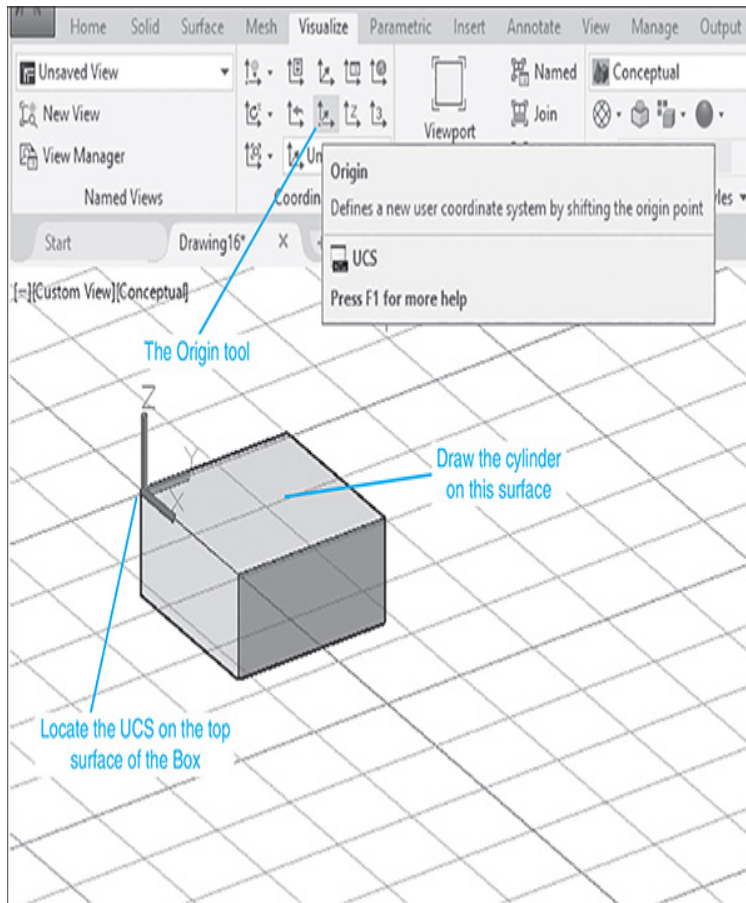 Home Solid Surface Mesh Visualize Parametric Insert Annotate View Manage Output
Unsaved View
Named
Conceptual
New View
Join
View Manager
Viewport
Un
Named Views
Coordin
les
Origin
Defines a new user coordinate system by shifting the origin point
UCS
Press F1 for more help
Start Drawing16* X
[-][Custom View][Conceptual]
The Origin tool
Z
Y
X
Draw the cylinder
on this surface
Locate the UCS on the top
surface of the Box